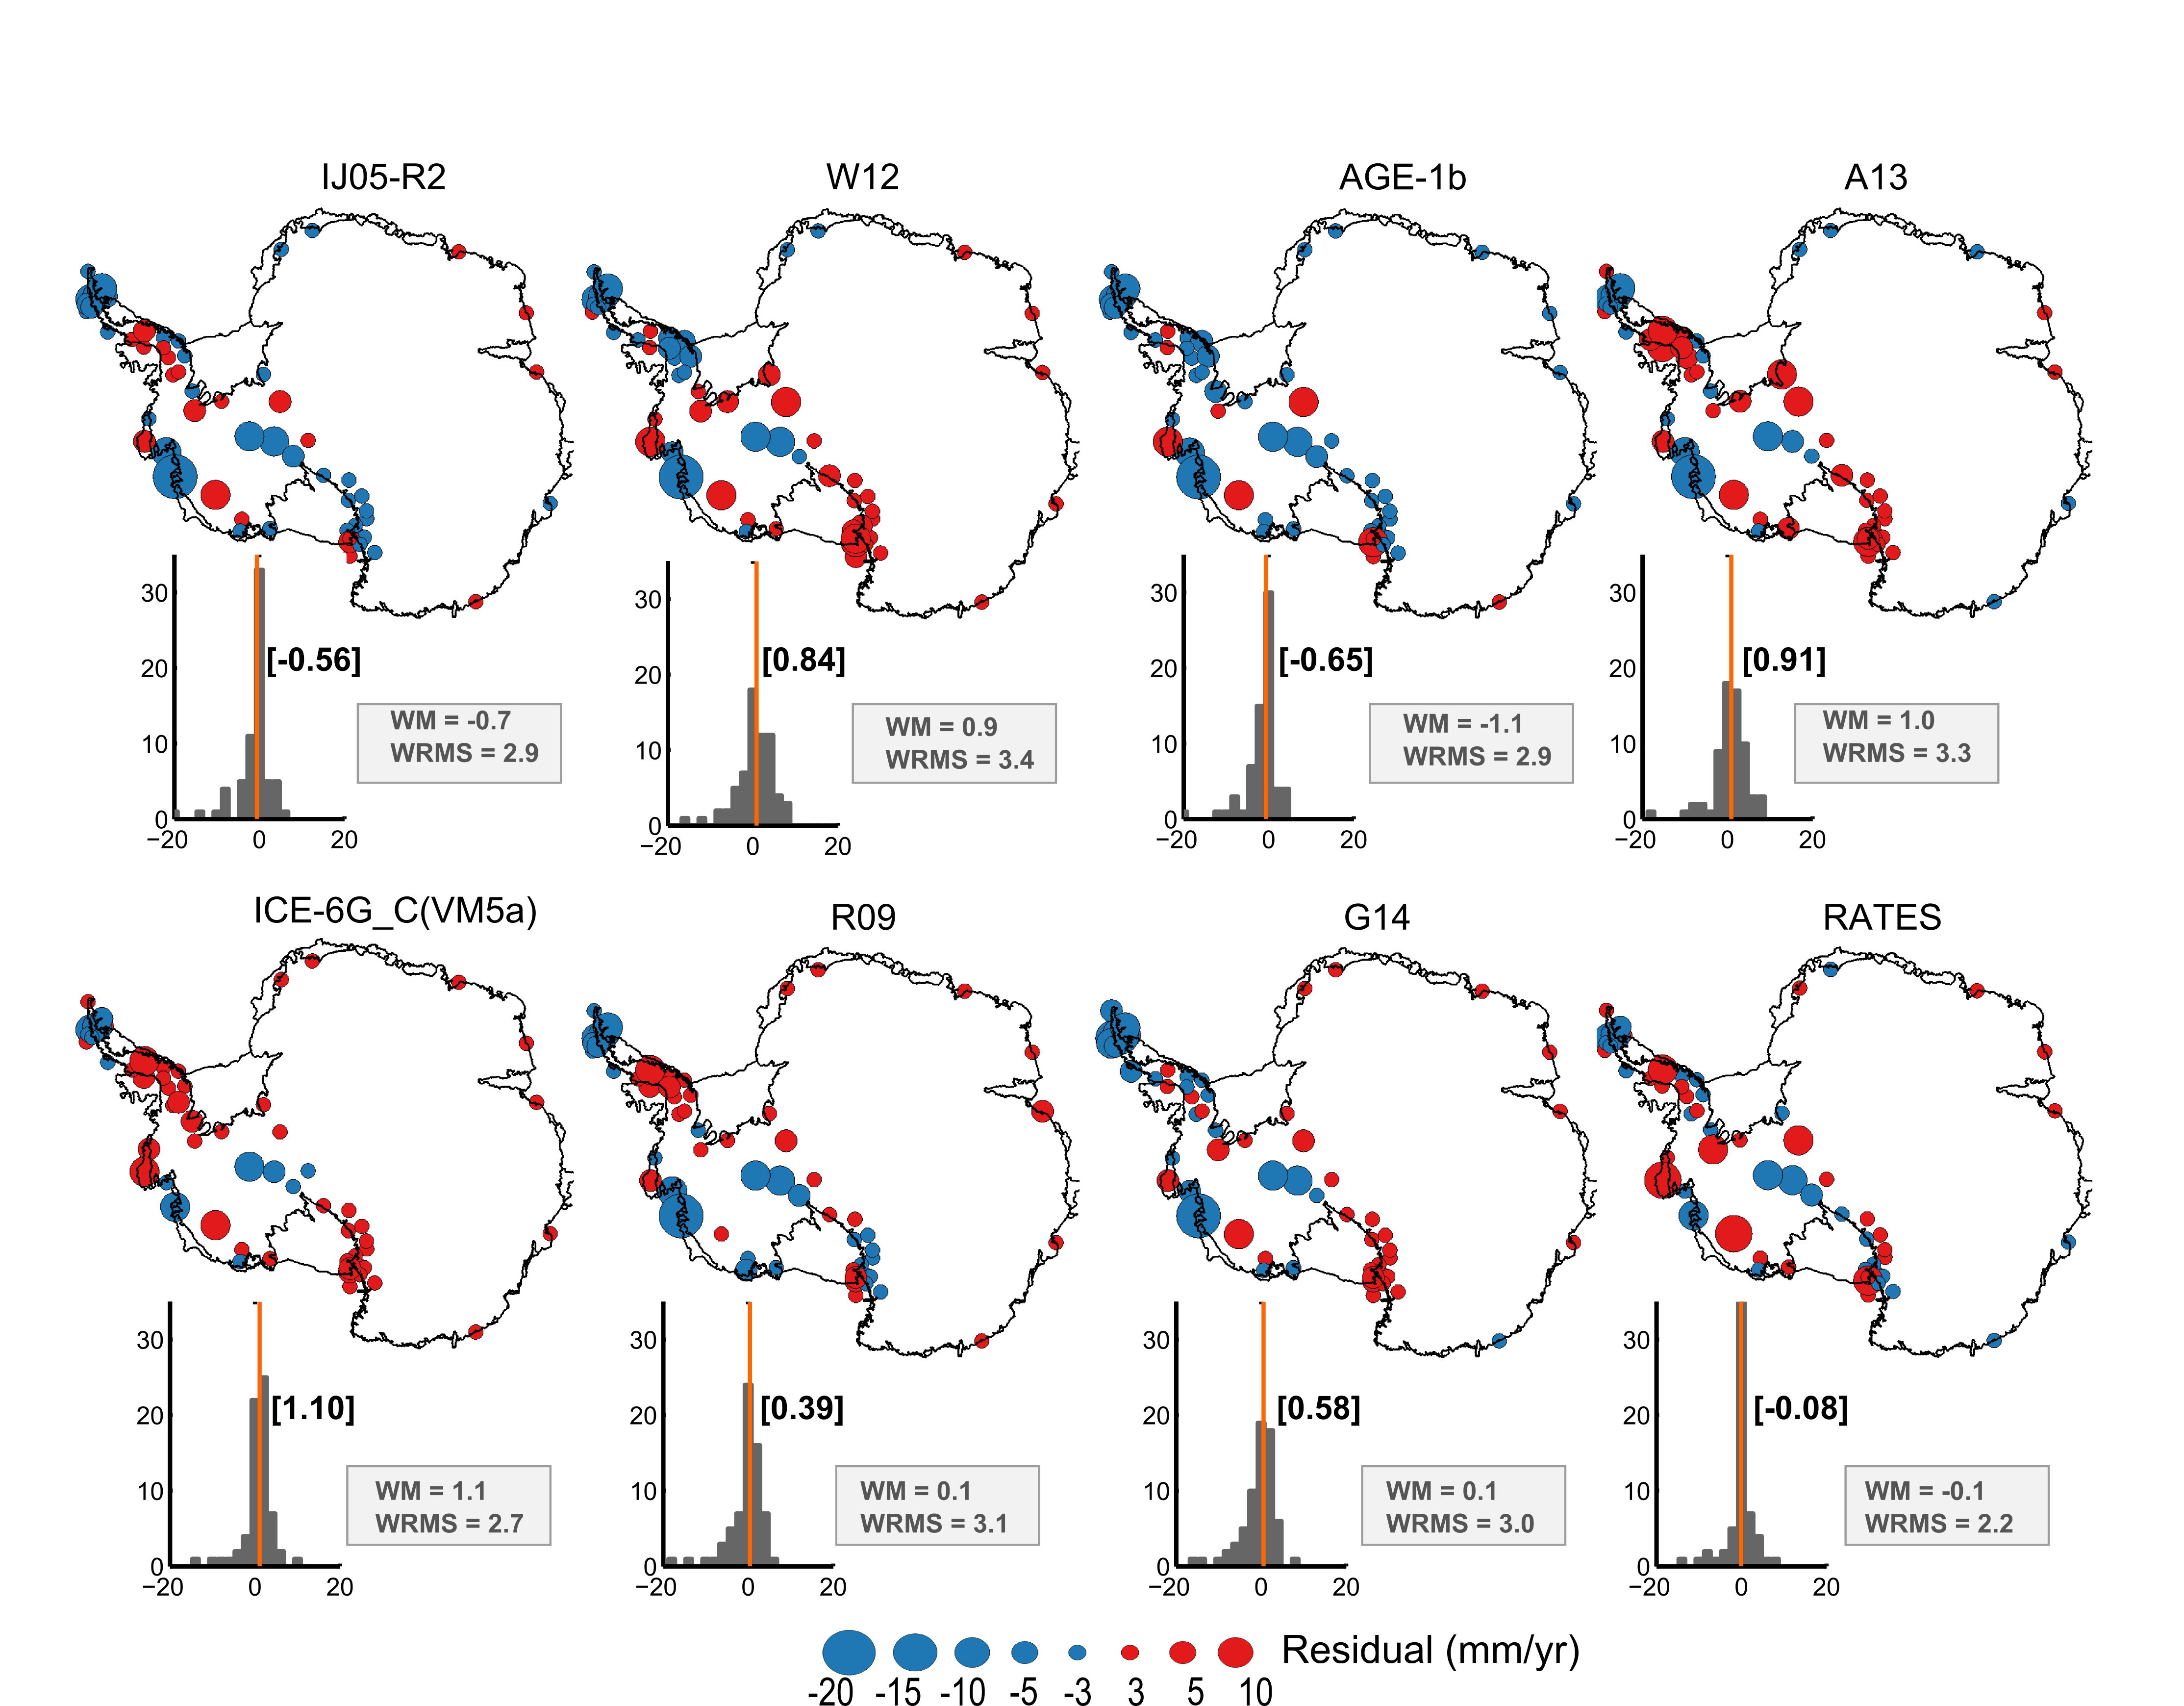 IJ05-R2
W12
AGE-1b
A13
30
20
10
0
−20
0
20
[-0.56]
WM = -0.7
WRMS = 2.9
30
20
10
0
−20
0
20
[0.84]
WM = 0.9
WRMS = 3.4
30
20
10
0
−20
0
20
[-0.65]
WM = -1.1
WRMS = 2.9
30
20
10
0
−20
0
20
[0.91]
WM = 1.0
WRMS = 3.3
ICE-6G_C(VM5a)
R09
G14
RATES
30
20
10
0
−20
0
20
[1.10]
WM = 1.1
WRMS = 2.7
30
20
10
0
−20
0
20
[0.39]
WM = 0.1
WRMS = 3.1
30
20
10
0
−20
0
20
[0.58]
WM = 0.1
WRMS = 3.0
30
20
10
0
−20
0
20
[-0.08]
WM = -0.1
WRMS = 2.2
Residual (mm/yr)
-20 -15 -10 -5 -3 3 5 10